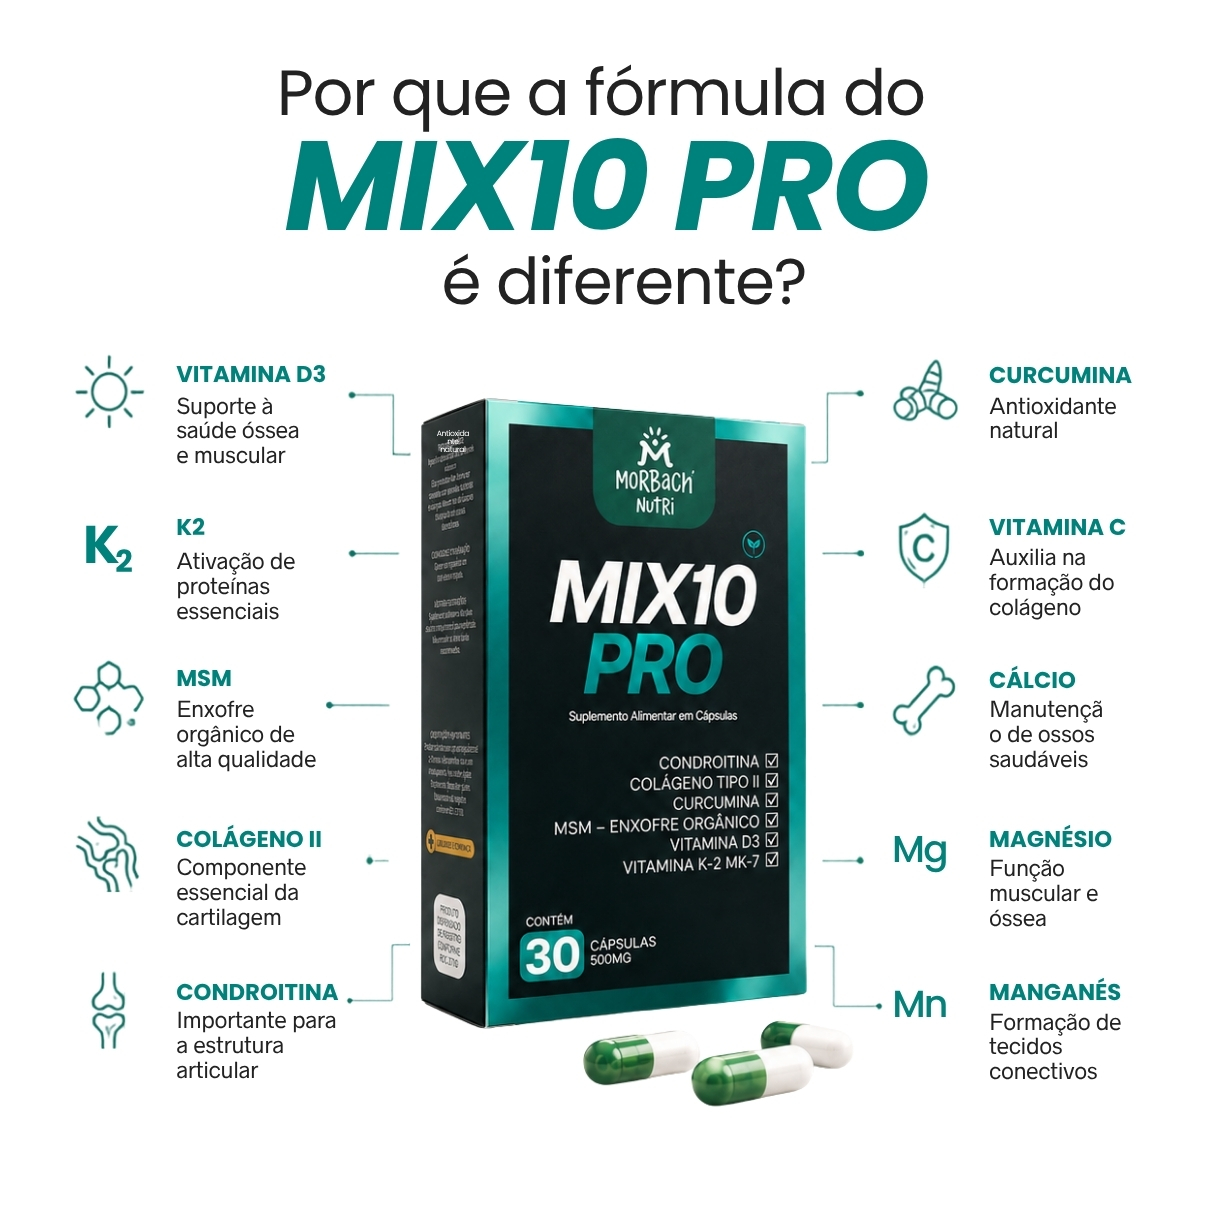 Por que a fórmula do
MIX10 PRO
é diferente?
VITAMINA D3
Suporte à
saúde óssea
e muscular
K2
K2
Ativação de
proteínas
essenciais
MSM
Enxofre
orgânico de
alta qualidade
COLÁGENO II
Componente
essencial da
cartilagem
CONDROITINA
Importante para
a estrutura
articular
Antioxida
nte
natural
MORBACH
NUTRI
MIX10
PRO
Suplemento Alimentar em Cápsulas
CONDROITINA
COLÁGENO TIPO II
CURCUMINA
MSM – ENXOFRE ORGÂNICO
VITAMINA D3
VITAMINA K-2 MK-7
CONTÉM
30
CÁPSULAS
500MG
CURCUMINA
Antioxidante
natural
C
VITAMINA C
Auxilia na
formação do
colágeno
CÁLCIO
Manutençã
o de ossos
saudáveis
Mg
MAGNÉSIO
Função
muscular e
óssea
Mn
MANGANÉS
Formação de
tecidos
conectivos